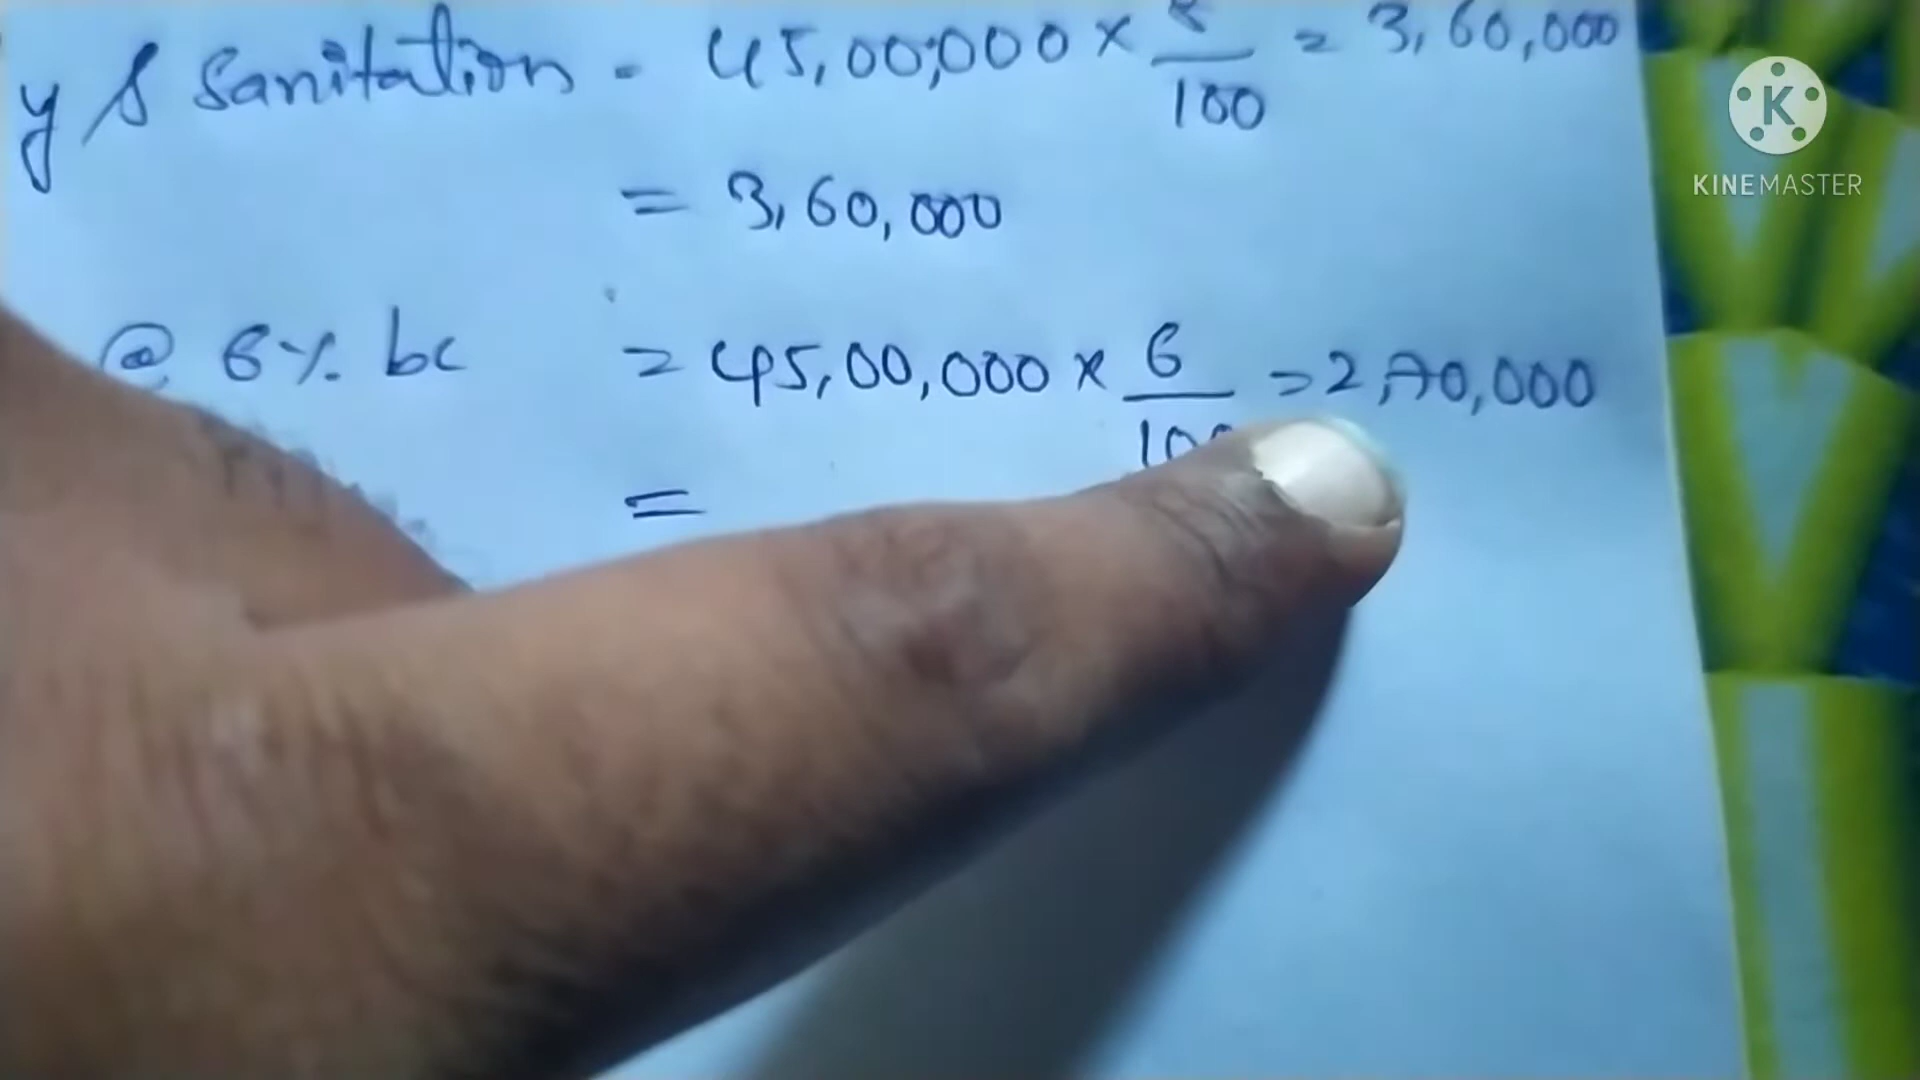 y & Sanitation - 45,00,000 × 8/100 = 3,60,000
= 3,60,000
@ 6% bc = 45,00,000 × 6/100 = 2,70,000
=
KINEMASTER